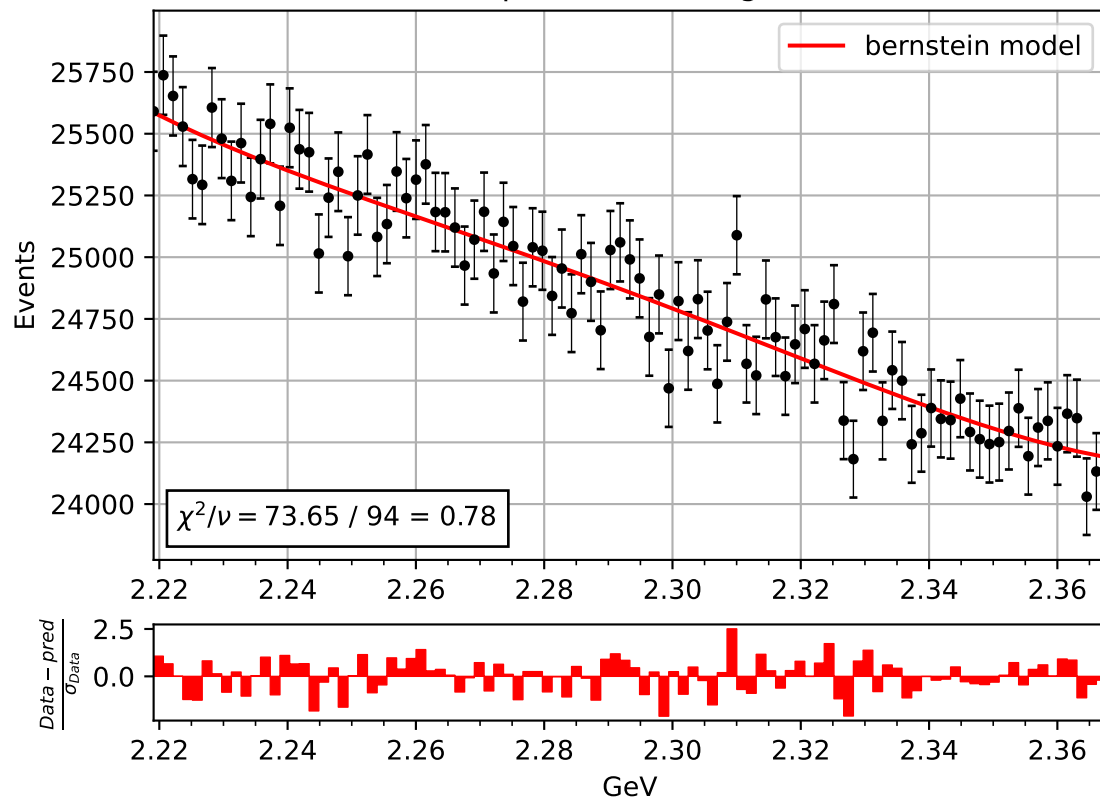 bernstein model
Events
25750
25500
25250
25000
24750
24500
24250
24000
χ²/ν = 73.65 / 94 = 0.78
2.22 2.24 2.26 2.28 2.30 2.32 2.34 2.36
Data − pred
σData
2.5
0.0
2.22 2.24 2.26 2.28 2.30 2.32 2.34 2.36
GeV